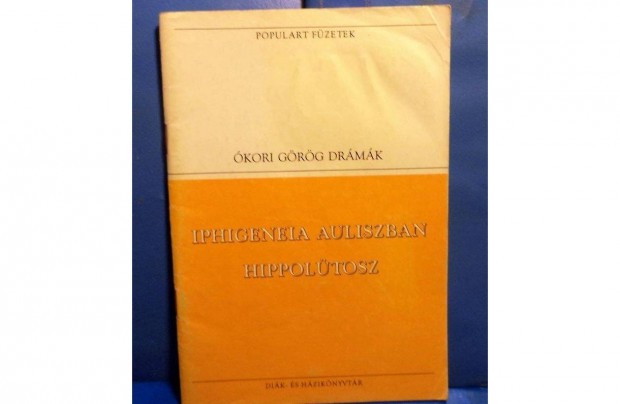 POPULART FÜZETEK
ÓKORI GÖRÖG DRÁMÁK
IPHIGENEIA AULISZBAN
HIPPOLÜTOSZ
DIÁK- ÉS HÁZIKÖNYVTÁR